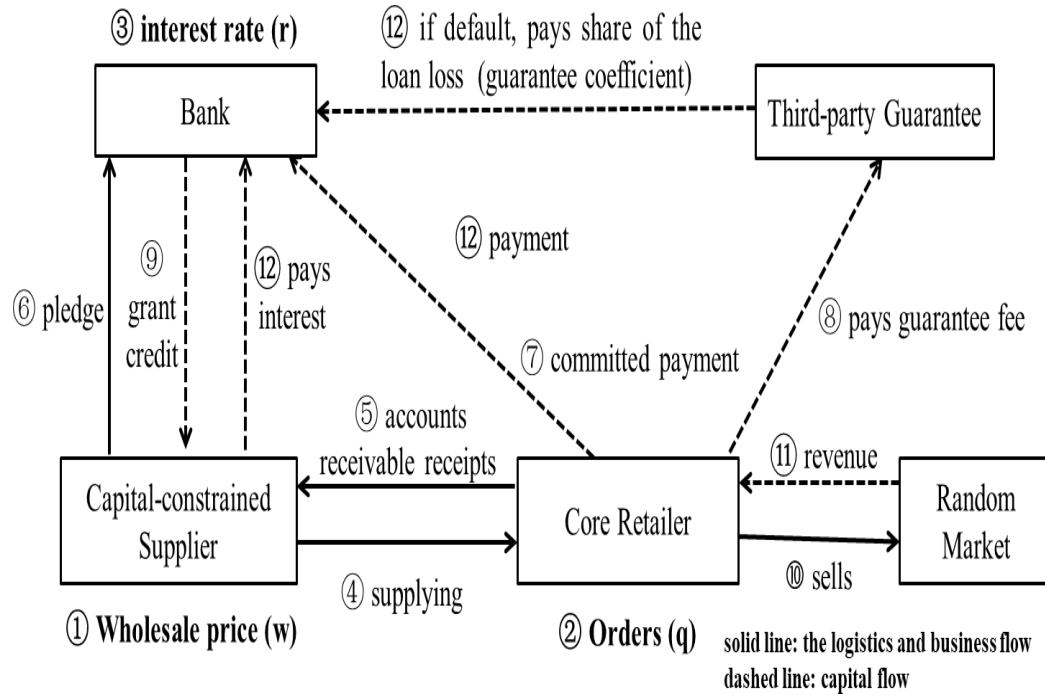 ③ interest rate (r)
⑫ if default, pays share of the
loan loss (guarantee coefficient)
Bank
Third-party Guarantee
⑥ pledge
⑨
grant
credit
⑫ pays
interest
⑫ payment
⑦ committed payment
⑧ pays guarantee fee
⑤ accounts
receivable receipts
⑪ revenue
Capital-constrained
Supplier
Core Retailer
Random
Market
④ supplying
⑩ sells
① Wholesale price (w)
② Orders (q)
solid line: the logistics and business flow
dashed line: capital flow